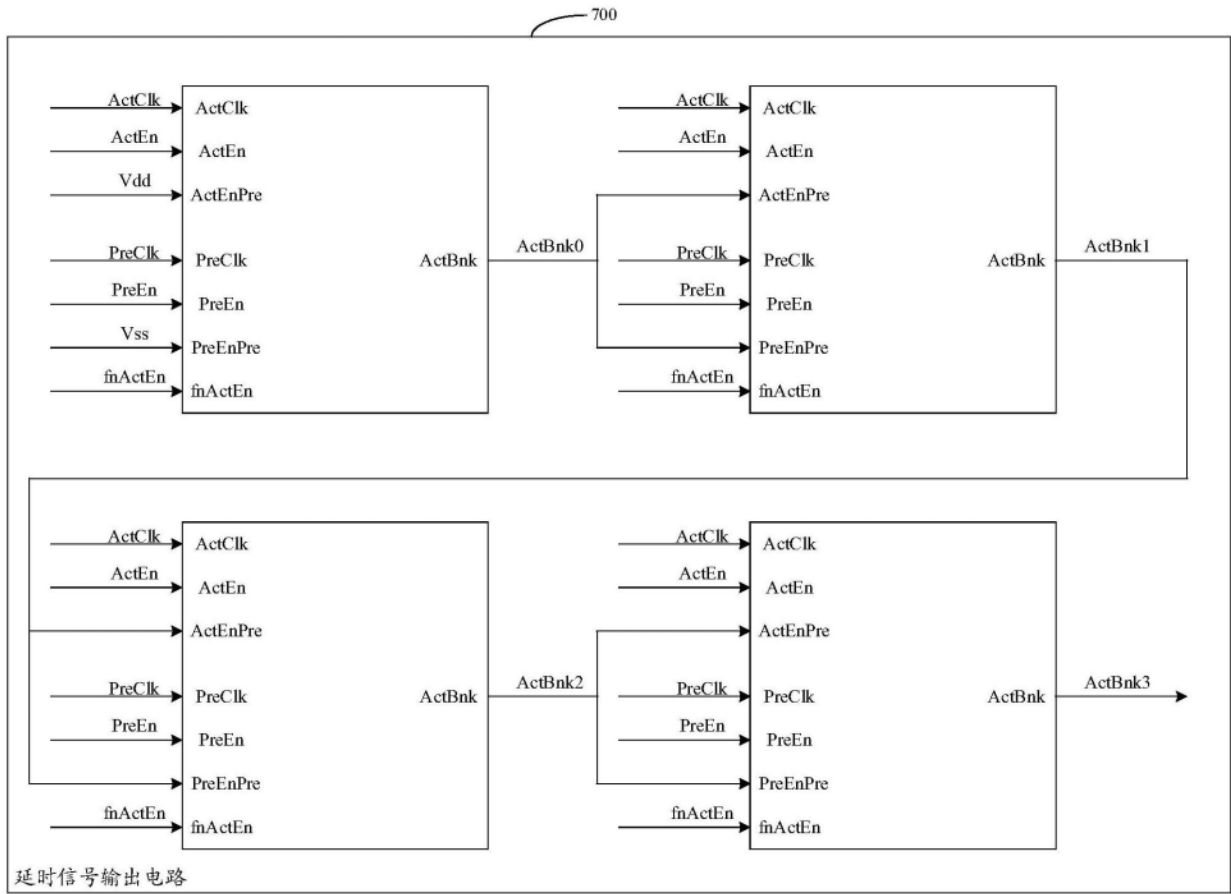 700
ActClk ActClk
ActEn ActEn
Vdd ActEnPre
PreClk PreClk
PreEn PreEn
Vss PreEnPre
fnActEn fnActEn
ActBnk ActBnk0
ActClk ActClk
ActEn ActEn
ActEnPre
PreClk PreClk
PreEn PreEn
PreEnPre
fnActEn fnActEn
ActBnk ActBnk1
ActClk ActClk
ActEn ActEn
ActEnPre
PreClk PreClk
PreEn PreEn
PreEnPre
fnActEn fnActEn
ActBnk ActBnk2
ActClk ActClk
ActEn ActEn
ActEnPre
PreClk PreClk
PreEn PreEn
PreEnPre
fnActEn fnActEn
ActBnk ActBnk3
延时信号输出电路